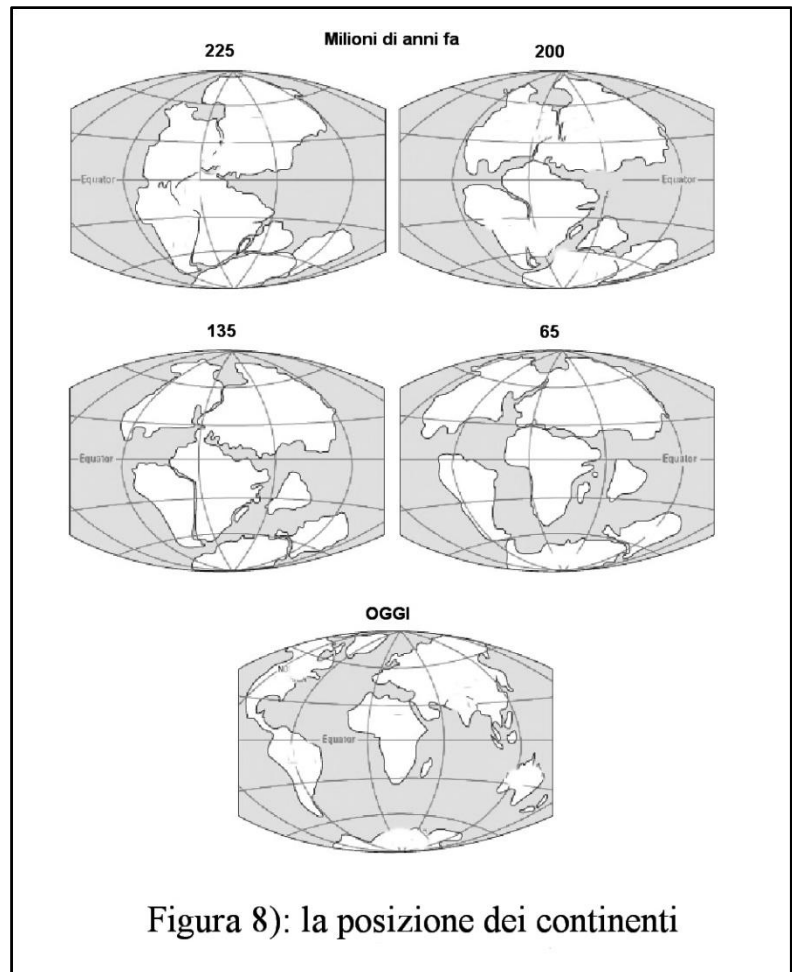 Milioni di anni fa
225
200
Equator
Equator
135
65
Equator
Equator
OGGI
Equator
Figura 8): la posizione dei continenti